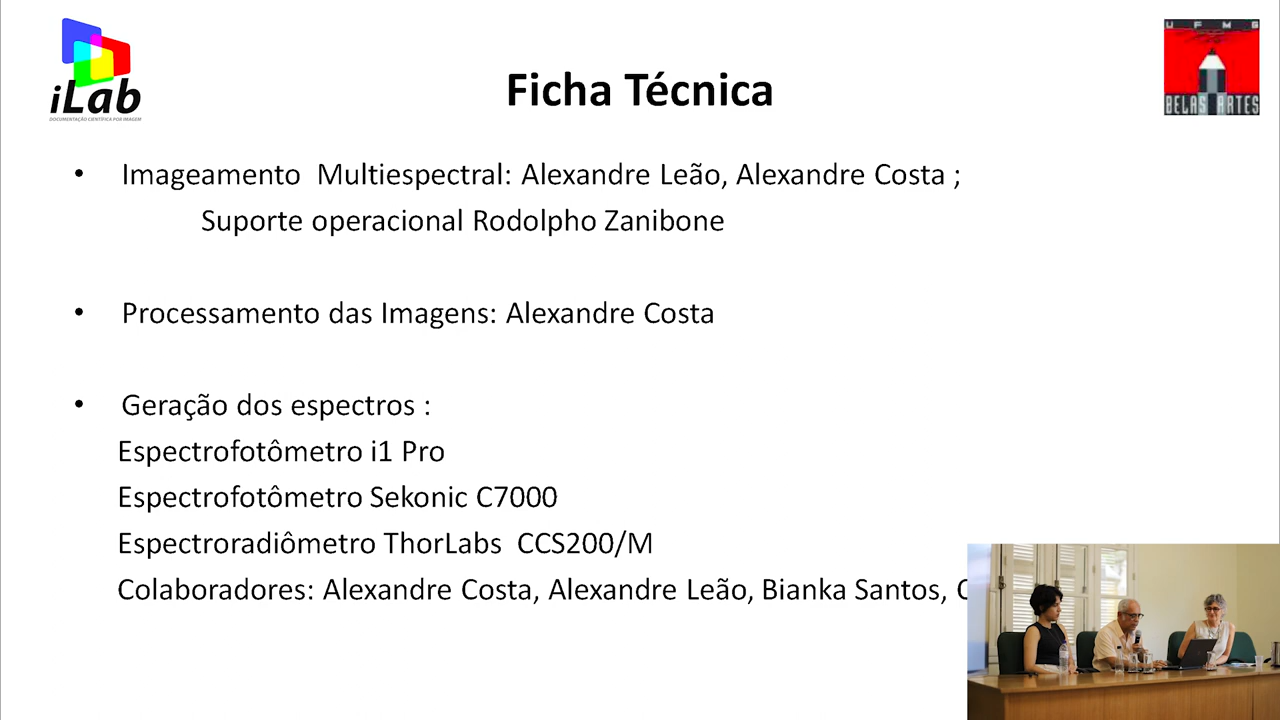 iLab
DOCUMENTAÇÃO CIENTÍFICA POR IMAGEM
UFMG
BELAS ARTES
Ficha Técnica
• Imageamento Multiespectral: Alexandre Leão, Alexandre Costa ;
Suporte operacional Rodolpho Zanibone
• Processamento das Imagens: Alexandre Costa
• Geração dos espectros :
Espectrofotômetro i1 Pro
Espectrofotômetro Sekonic C7000
Espectroradiômetro ThorLabs CCS200/M
Colaboradores: Alexandre Costa, Alexandre Leão, Bianka Santos,